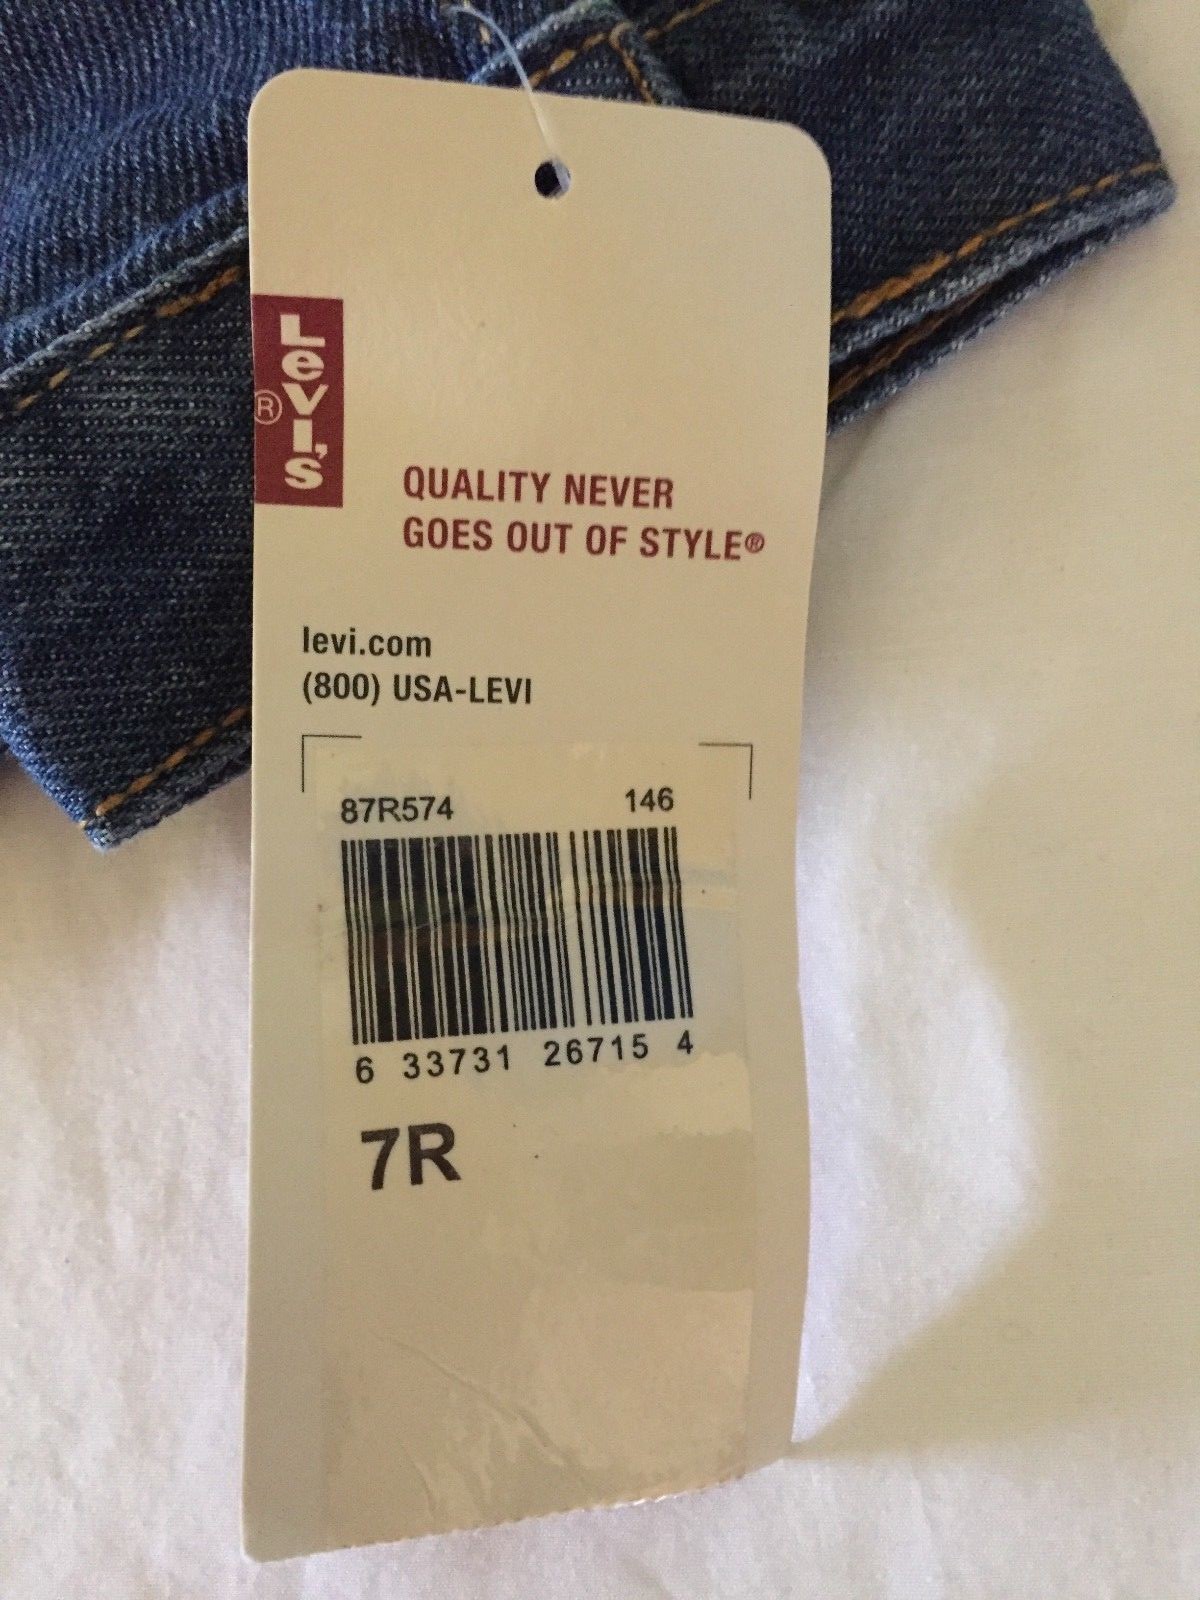 Levi's
®
QUALITY NEVER
GOES OUT OF STYLE®
levi.com
(800) USA-LEVI
87R574 146
6 33731 26715 4
7R